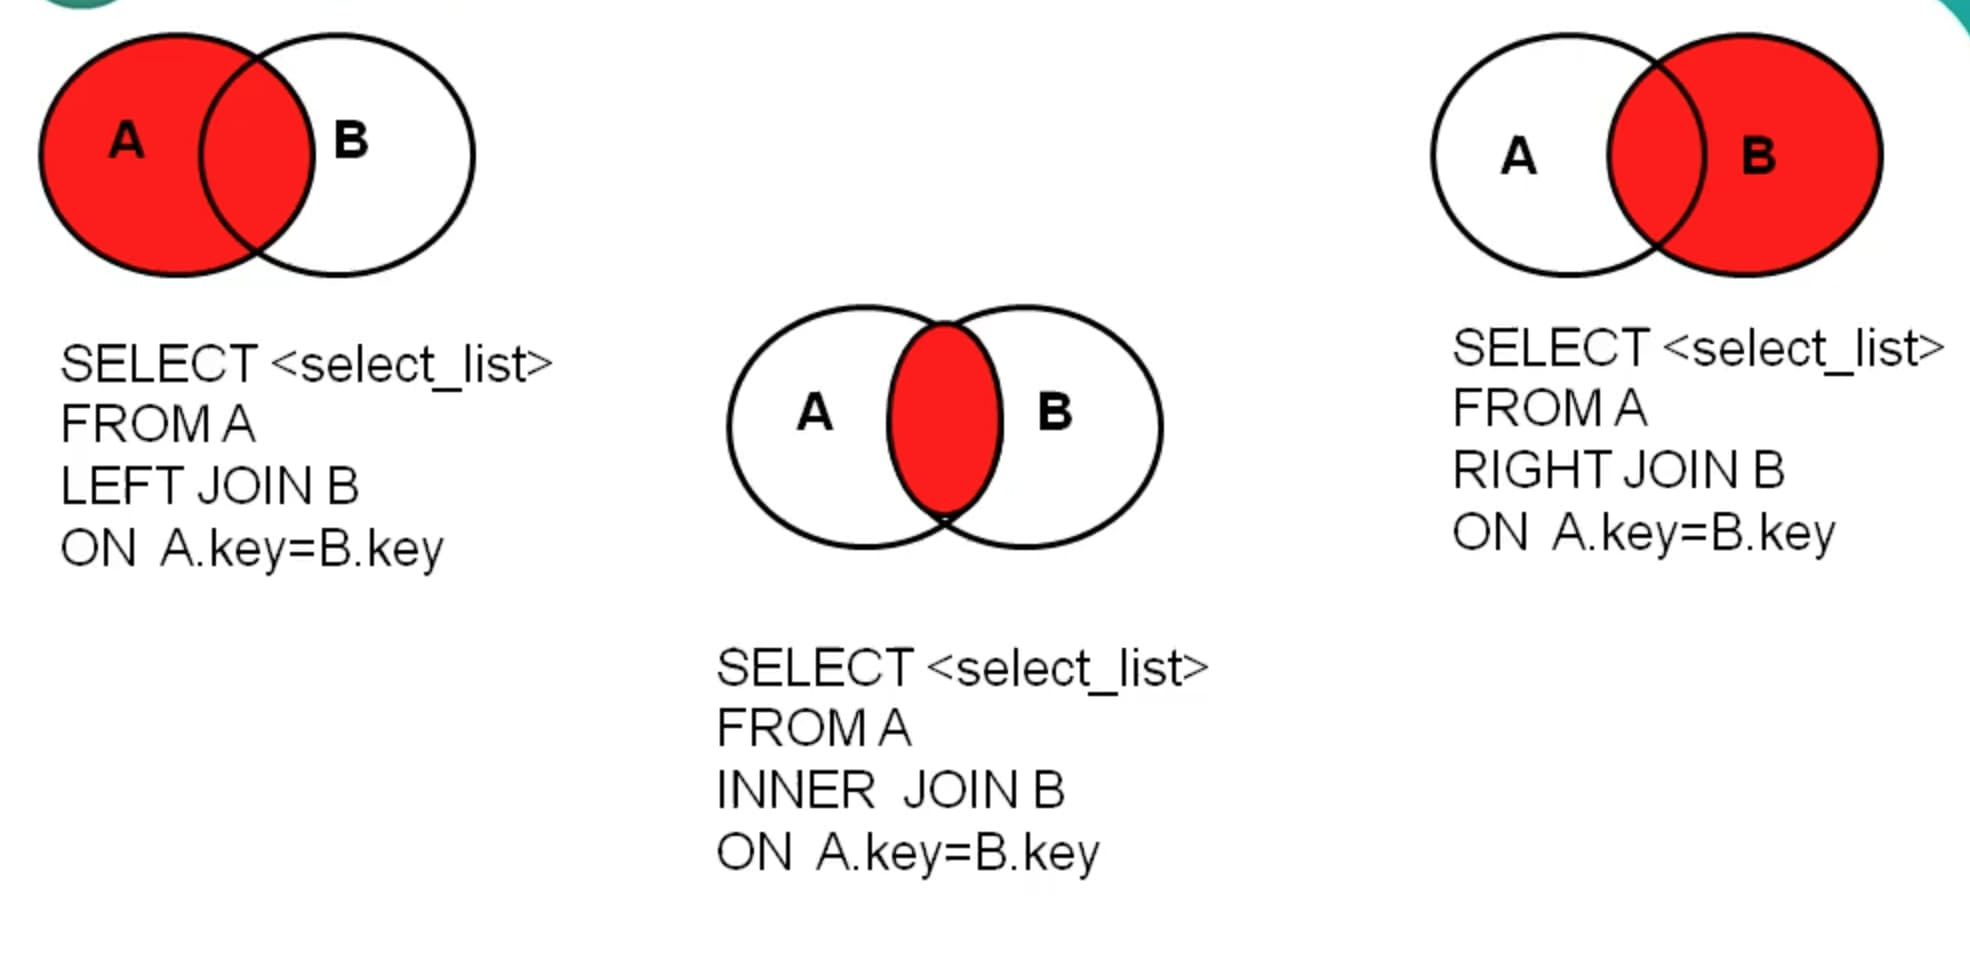 A
B
SELECT <select_list>
FROM A
LEFT JOIN B
ON A.key=B.key
A
B
SELECT <select_list>
FROM A
INNER JOIN B
ON A.key=B.key
A
B
SELECT <select_list>
FROM A
RIGHT JOIN B
ON A.key=B.key